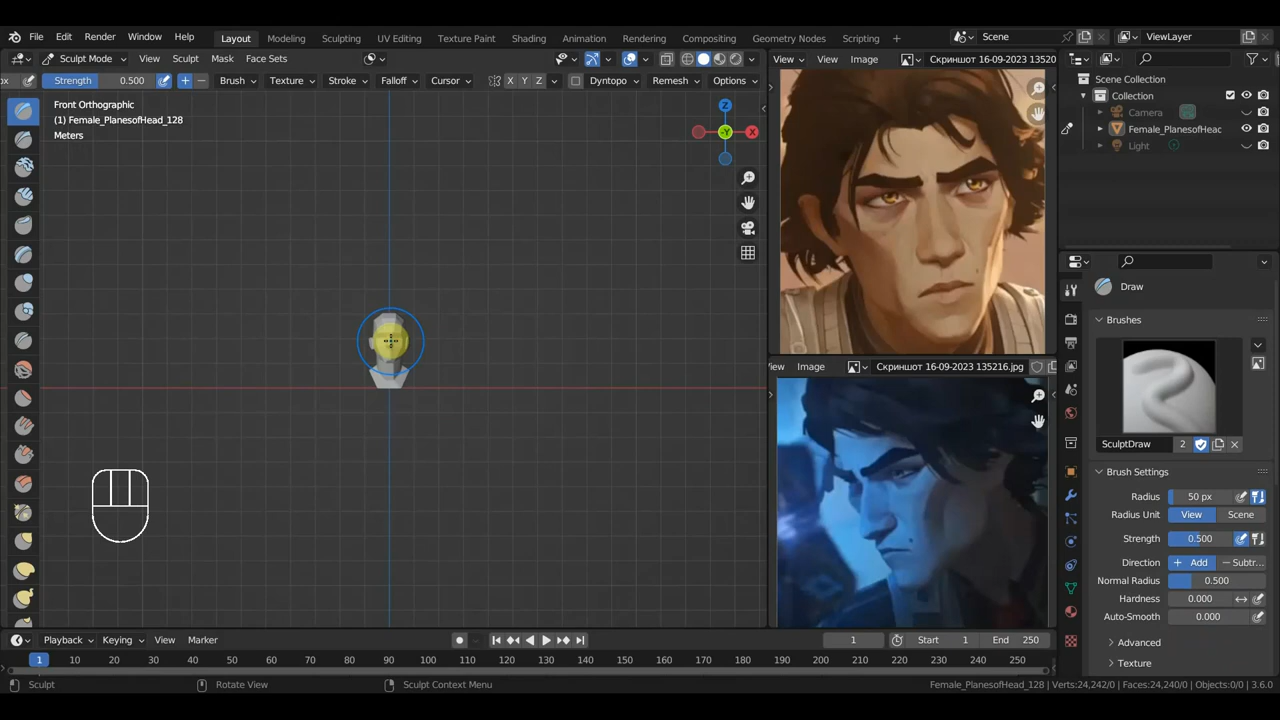 File Edit Render Window Help Layout Modeling Sculpting UV Editing Texture Paint Shading Animation Rendering Compositing Geometry Nodes Scripting Scene ViewLayer
Sculpt Mode View Sculpt Mask Face Sets
View View Image Скриншот 16-09-2023 13520
px Strength 0.500 Brush Texture Stroke Falloff Cursor X Y Z Dyntopo Remesh Options
Scene Collection
Collection
Camera
Female_PlanesofHeac
Light
Front Orthographic
(1) Female_PlanesofHead_128
Meters
Z
-Y
X
Draw
Brushes
SculptDraw 2
Brush Settings
Radius 50 px
Radius Unit View Scene
Strength 0.500
Direction + Add − Subtr...
Normal Radius 0.500
Hardness 0.000
Auto-Smooth 0.000
Advanced
Texture
iew Image Скриншот 16-09-2023 135216.jpg
Playback Keying View Marker 1 Start 1 End 250
1 10 20 30 40 50 60 70 80 90 100 110 120 130 140 150 160 170 180 190 200 210 220 230 240 250
Sculpt Rotate View Sculpt Context Menu Female_PlanesofHead_128 | Verts:24,242/0 | Faces:24,240/0 | Objects:0/0 | 3.6.0